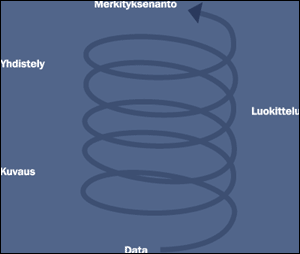 Merkityksenanto
Yhdistely
Luokittelu
Kuvaus
Data